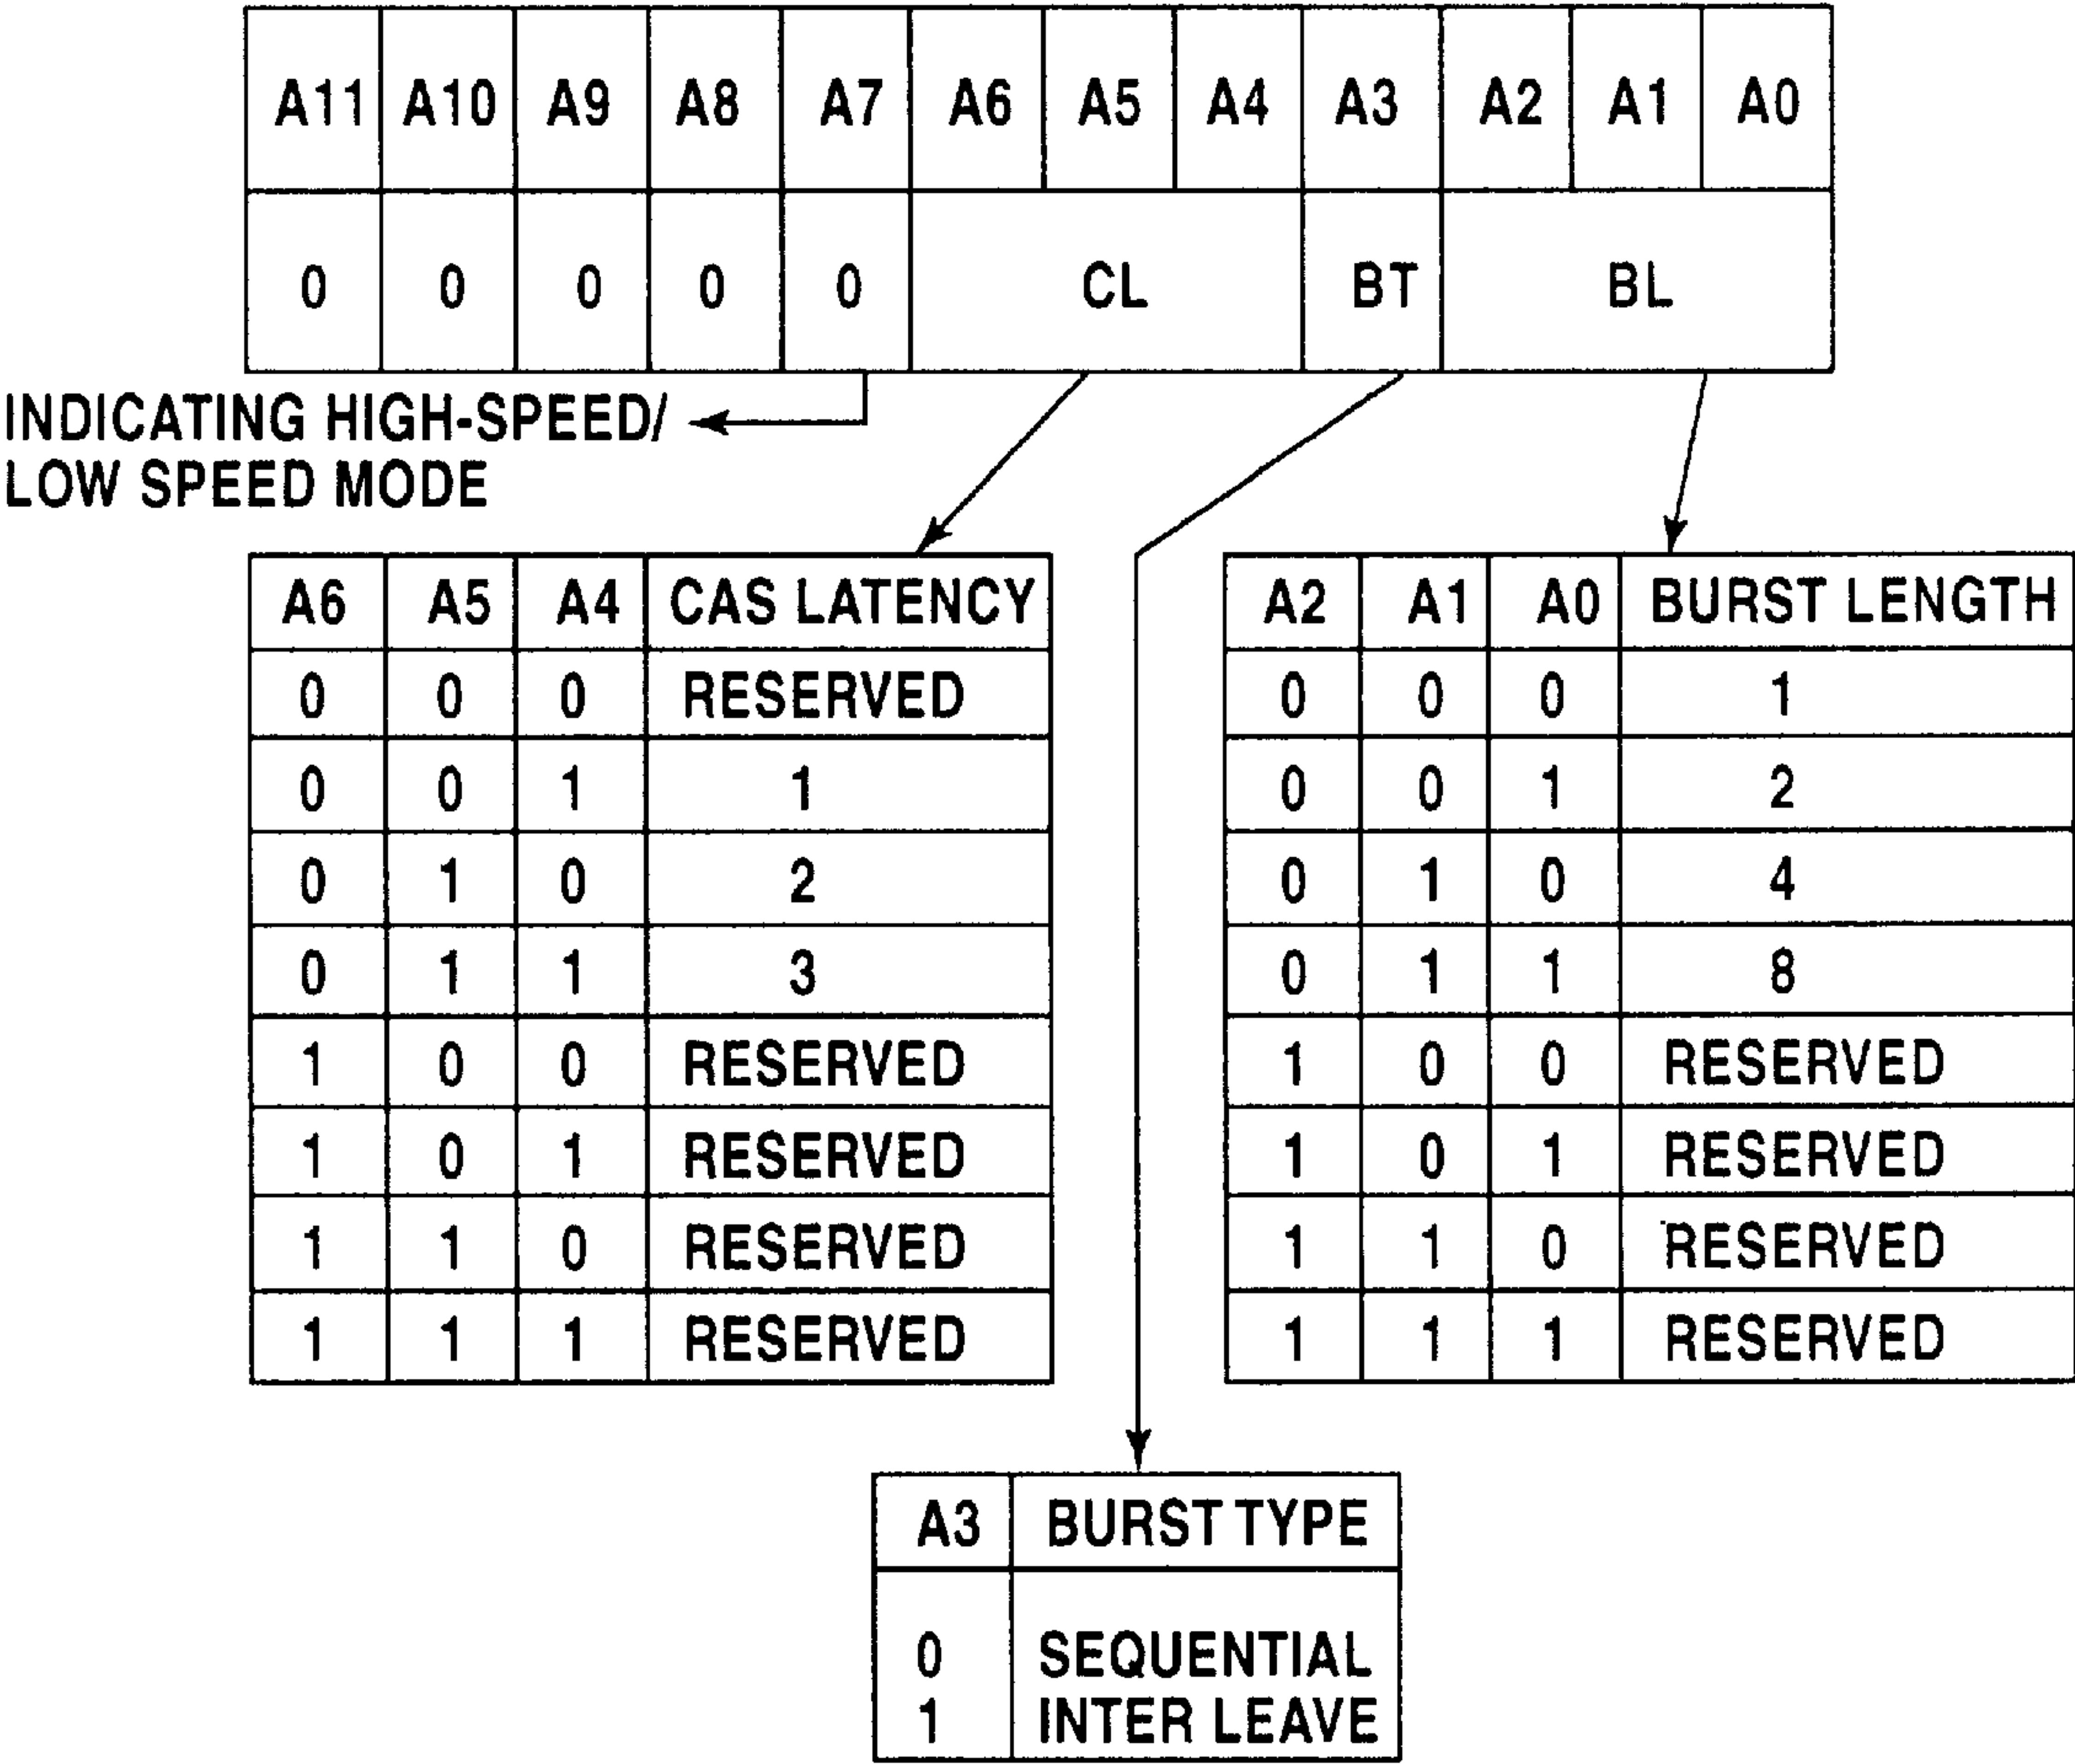 A11 A10 A9 A8 A7 A6 A5 A4 A3 A2 A1 A0
0 0 0 0 0 CL BT BL
INDICATING HIGH-SPEED/
LOW SPEED MODE
A6 A5 A4 CAS LATENCY
0 0 0 RESERVED
0 0 1 1
0 1 0 2
0 1 1 3
1 0 0 RESERVED
1 0 1 RESERVED
1 1 0 RESERVED
1 1 1 RESERVED
A2 A1 A0 BURST LENGTH
0 0 0 1
0 0 1 2
0 1 0 4
0 1 1 8
1 0 0 RESERVED
1 0 1 RESERVED
1 1 0 RESERVED
1 1 1 RESERVED
A3 BURST TYPE
0 SEQUENTIAL
1 INTER LEAVE